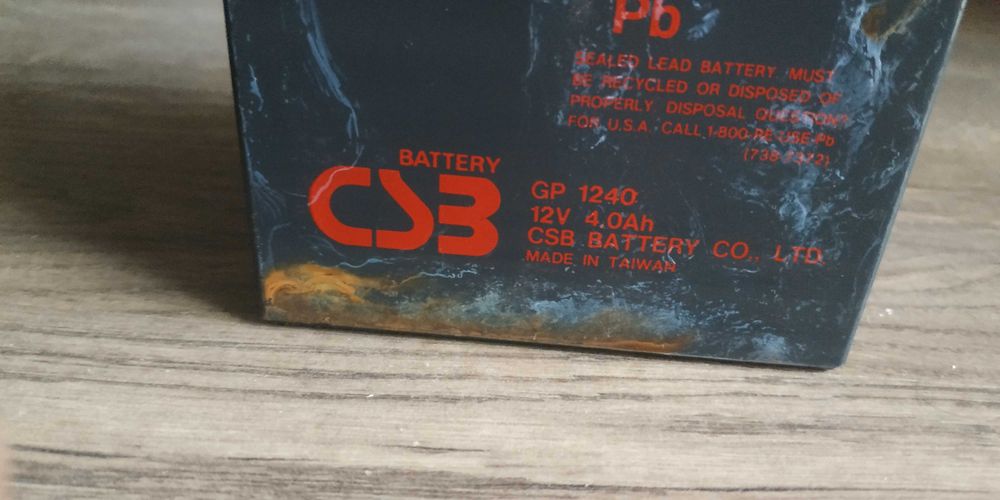 Pb
SEALED LEAD BATTERY MUST
BE RECYCLED OR DISPOSED OF
PROPERLY DISPOSAL QUESTION?
FOR U.S.A. CALL 1-800-RE-USE-Pb
(738-7372)
BATTERY
CSB
GP 1240
12V 4.0Ah
CSB BATTERY CO., LTD.
MADE IN TAIWAN